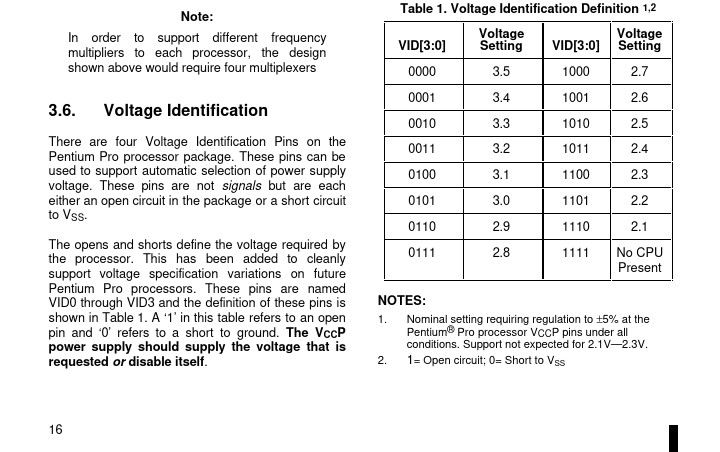 Note:
In order to support different frequency
multipliers to each processor, the design
shown above would require four multiplexers
3.6. Voltage Identification
There are four Voltage Identification Pins on the
Pentium Pro processor package. These pins can be
used to support automatic selection of power supply
voltage. These pins are not signals but are each
either an open circuit in the package or a short circuit
to VSS.
The opens and shorts define the voltage required by
the processor. This has been added to cleanly
support voltage specification variations on future
Pentium Pro processors. These pins are named
VID0 through VID3 and the definition of these pins is
shown in Table 1. A ‘1’ in this table refers to an open
pin and ‘0’ refers to a short to ground. The VCCP
power supply should supply the voltage that is
requested or disable itself.
16
Table 1. Voltage Identification Definition 1,2
VID[3:0] Voltage Setting VID[3:0] Voltage Setting
0000 3.5 1000 2.7
0001 3.4 1001 2.6
0010 3.3 1010 2.5
0011 3.2 1011 2.4
0100 3.1 1100 2.3
0101 3.0 1101 2.2
0110 2.9 1110 2.1
0111 2.8 1111 No CPU
Present
NOTES:
1. Nominal setting requiring regulation to ±5% at the
Pentium® Pro processor VCCP pins under all
conditions. Support not expected for 2.1V—2.3V.
2. 1= Open circuit; 0= Short to VSS